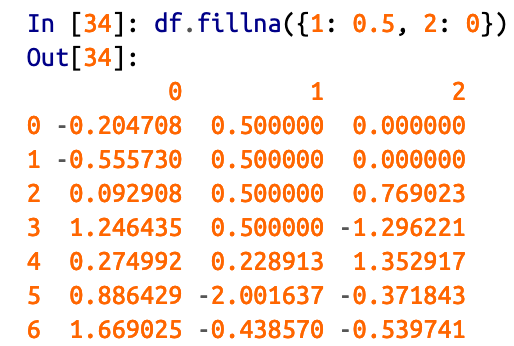 In [34]: df.fillna({1: 0.5, 2: 0})
Out[34]:
          0         1         2
0 -0.204708  0.500000  0.000000
1 -0.555730  0.500000  0.000000
2  0.092908  0.500000  0.769023
3  1.246435  0.500000 -1.296221
4  0.274992  0.228913  1.352917
5  0.886429 -2.001637 -0.371843
6  1.669025 -0.438570 -0.539741